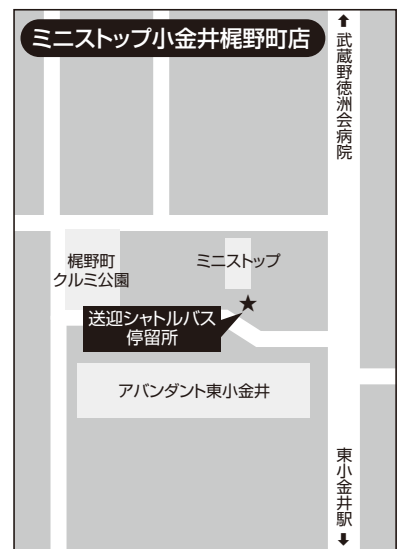 ミニストップ小金井梶野町店
↑武蔵野徳洲会病院
梶野町
クルミ公園
ミニストップ
★
送迎シャトルバス
停留所
アバンダント東小金井
東小金井駅↓